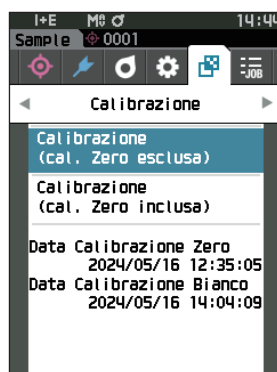 I+E M 14:44
Sample 0001
-JOB
Calibrazione
Calibrazione
(cal. Zero esclusa)
Calibrazione
(cal. Zero inclusa)
Data Calibrazione Zero
2024/05/16 12:35:05
Data Calibrazione Bianco
2024/05/16 14:04:09